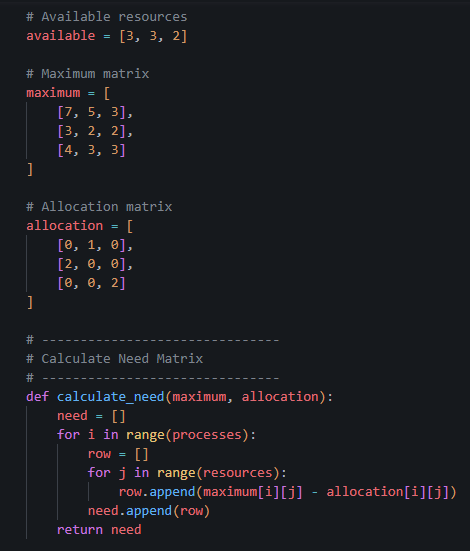 # Available resources
available = [3, 3, 2]

# Maximum matrix
maximum = [
    [7, 5, 3],
    [3, 2, 2],
    [4, 3, 3]
]

# Allocation matrix
allocation = [
    [0, 1, 0],
    [2, 0, 0],
    [0, 0, 2]
]

# -------------------------------
# Calculate Need Matrix
# -------------------------------
def calculate_need(maximum, allocation):
    need = []
    for i in range(processes):
        row = []
        for j in range(resources):
            row.append(maximum[i][j] - allocation[i][j])
        need.append(row)
    return need